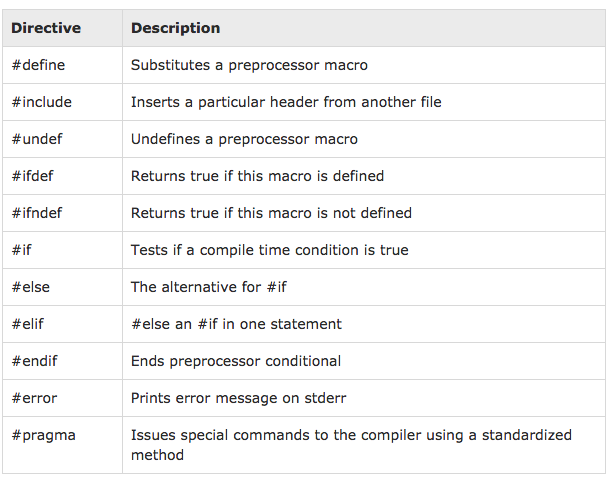 Directive Description
#define Substitutes a preprocessor macro
#include Inserts a particular header from another file
#undef Undefines a preprocessor macro
#ifdef Returns true if this macro is defined
#ifndef Returns true if this macro is not defined
#if Tests if a compile time condition is true
#else The alternative for #if
#elif #else an #if in one statement
#endif Ends preprocessor conditional
#error Prints error message on stderr
#pragma Issues special commands to the compiler using a standardized
method